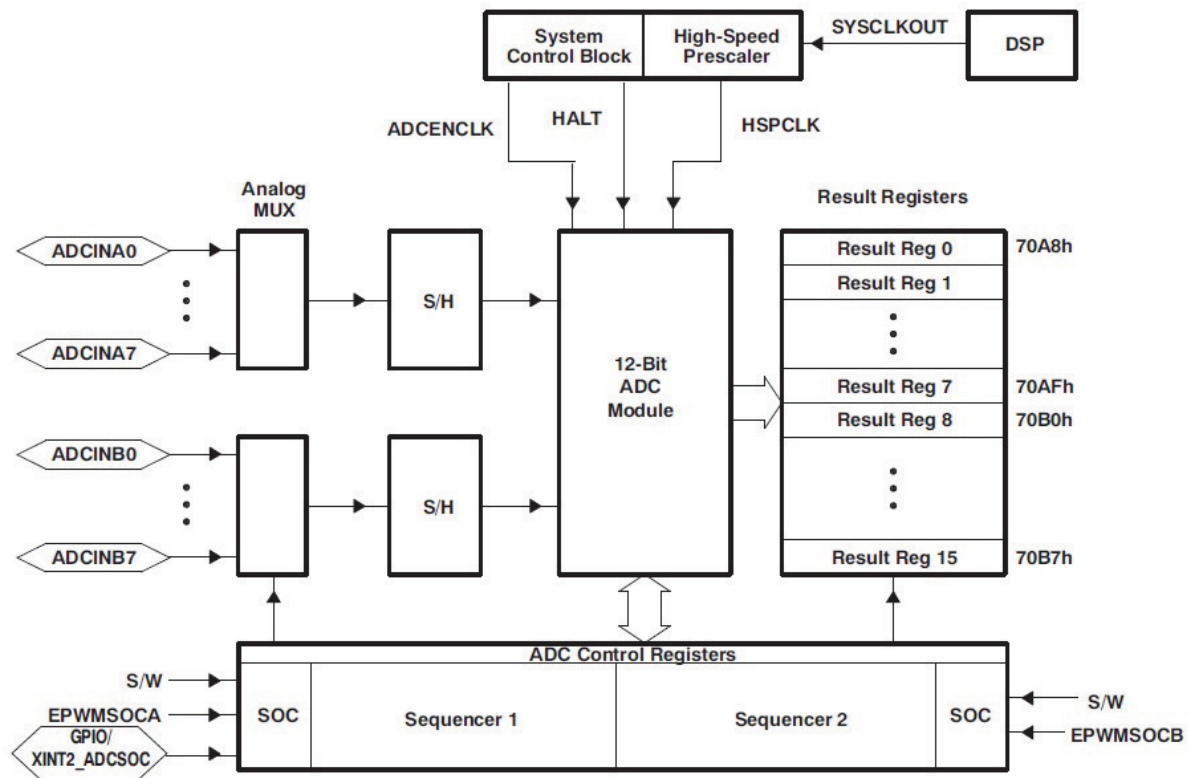 System
Control Block
High-Speed
Prescaler
SYSCLKOUT
DSP
ADCENCLK
HALT
HSPCLK
Analog
MUX
Result Registers
ADCINA0
ADCINA7
S/H
12-Bit
ADC
Module
Result Reg 0
70A8h
Result Reg 1
Result Reg 7
70AFh
Result Reg 8
70B0h
ADCINB0
ADCINB7
S/H
Result Reg 15
70B7h
ADC Control Registers
S/W
EPWMSOCA
GPIO/
XINT2_ADCSOC
SOC
Sequencer 1
Sequencer 2
SOC
S/W
EPWMSOCB